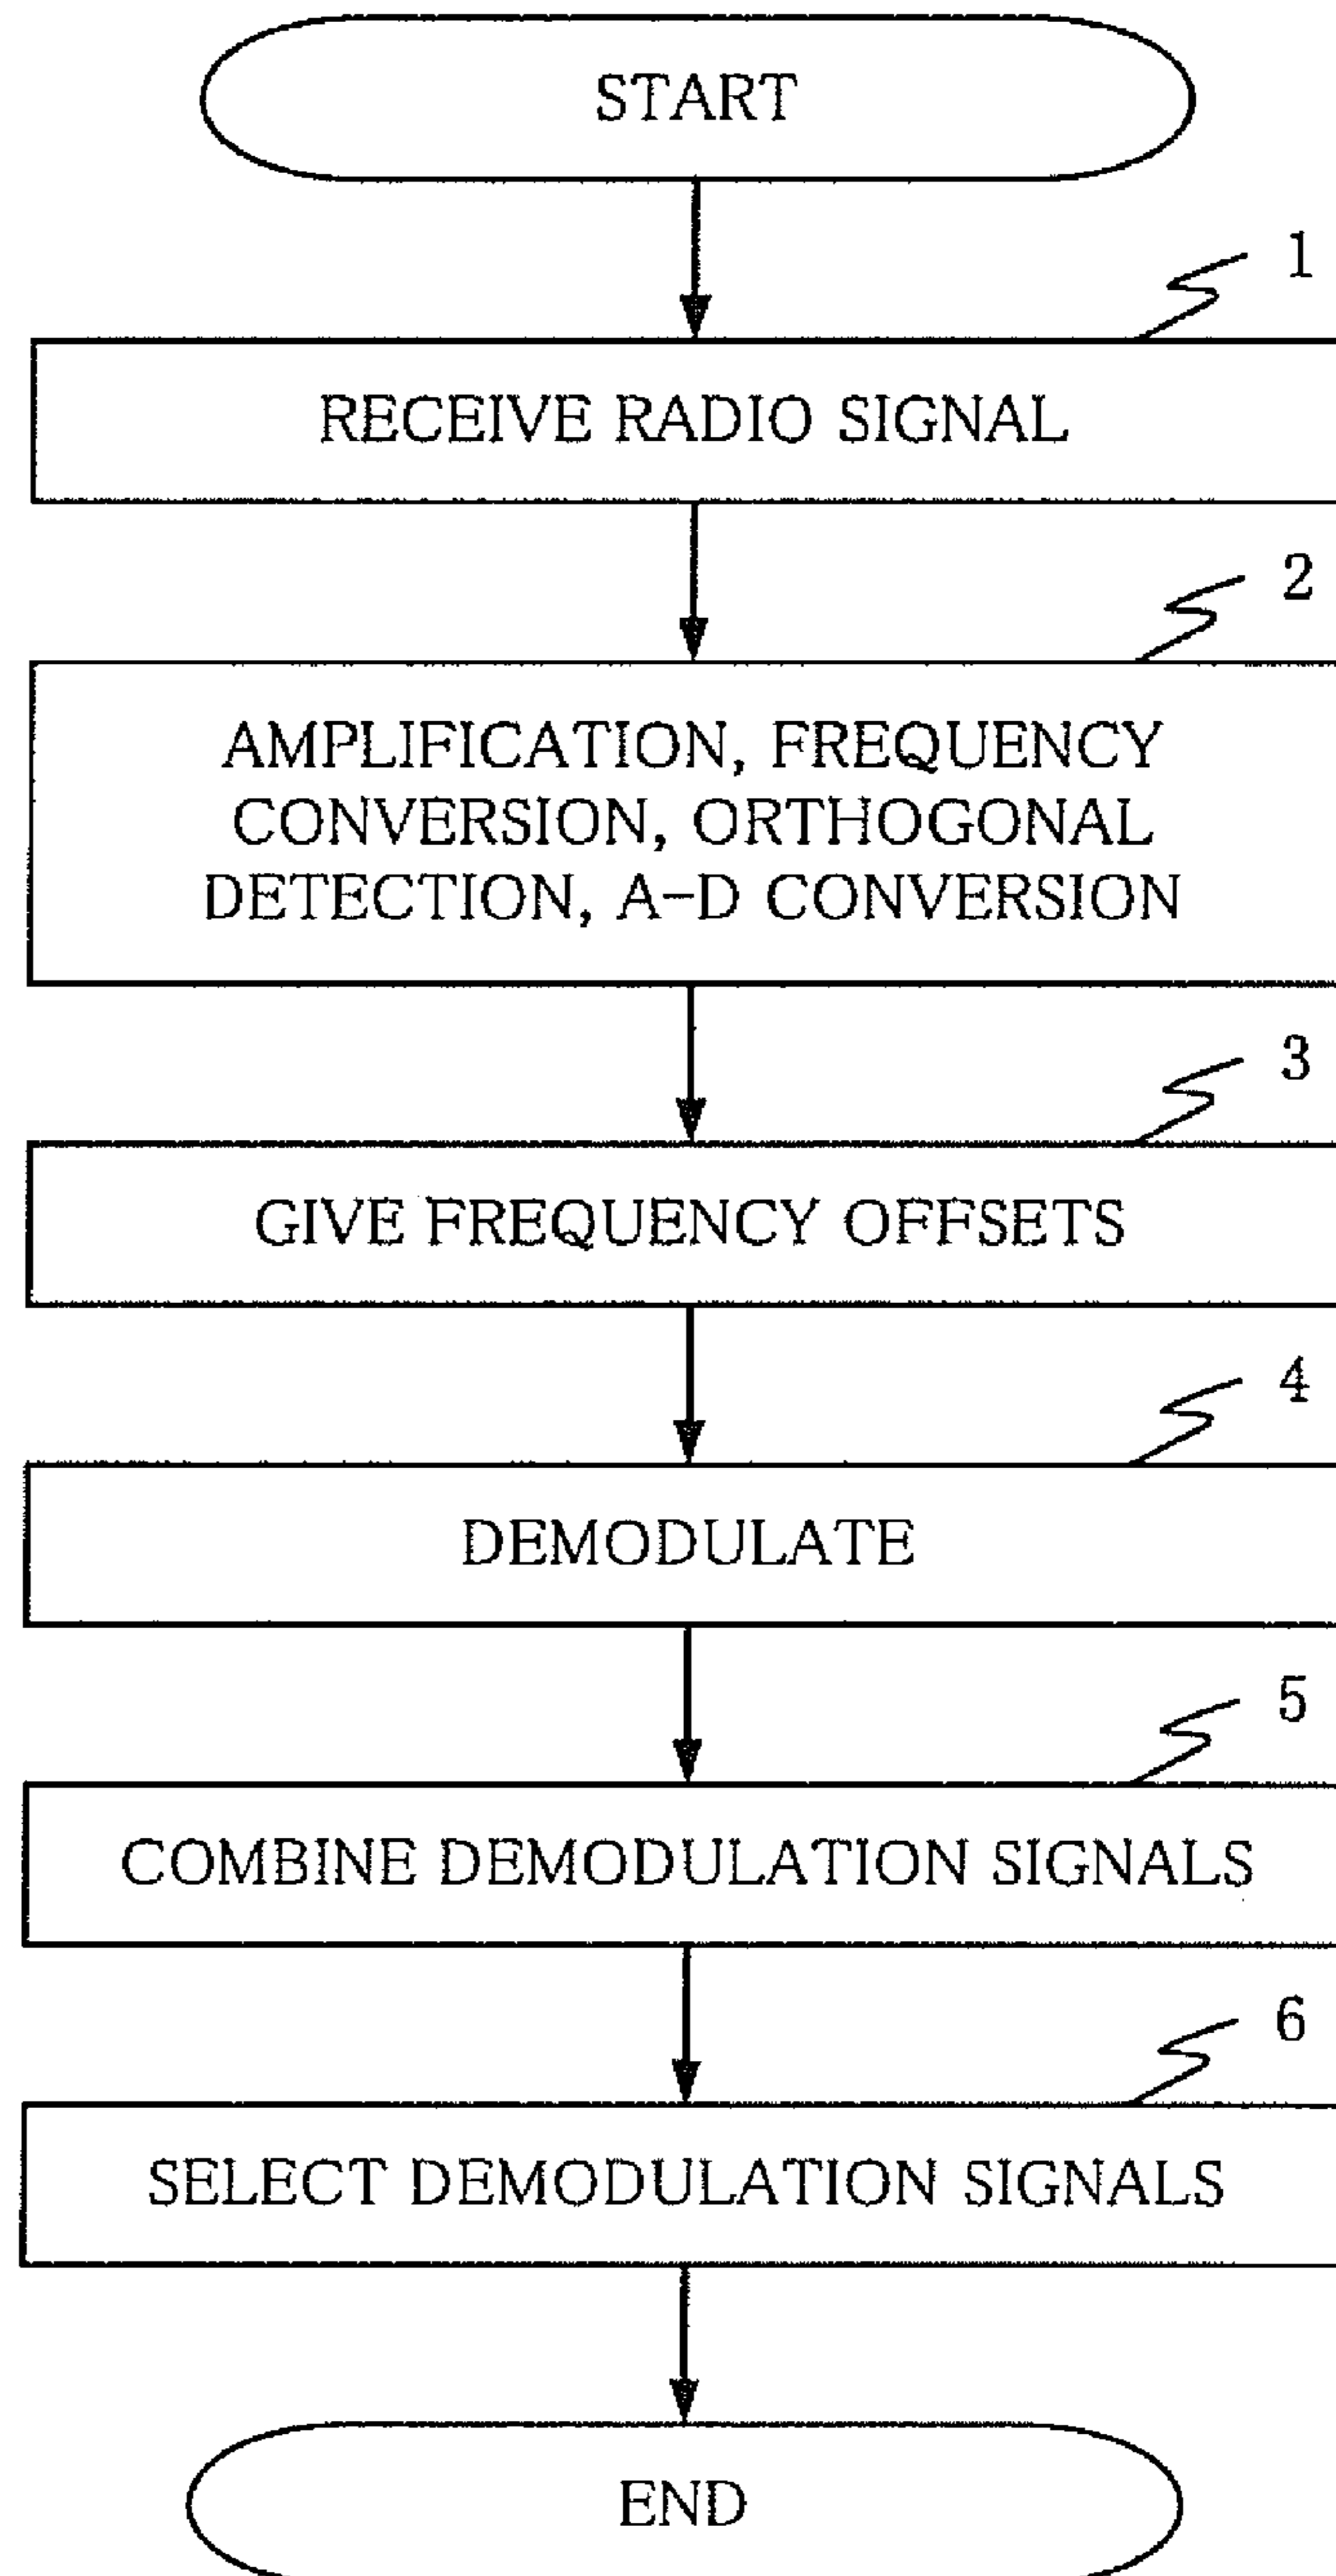 START
1
RECEIVE RADIO SIGNAL
2
AMPLIFICATION, FREQUENCY
CONVERSION, ORTHOGONAL
DETECTION, A-D CONVERSION
3
GIVE FREQUENCY OFFSETS
4
DEMODULATE
5
COMBINE DEMODULATION SIGNALS
6
SELECT DEMODULATION SIGNALS
END